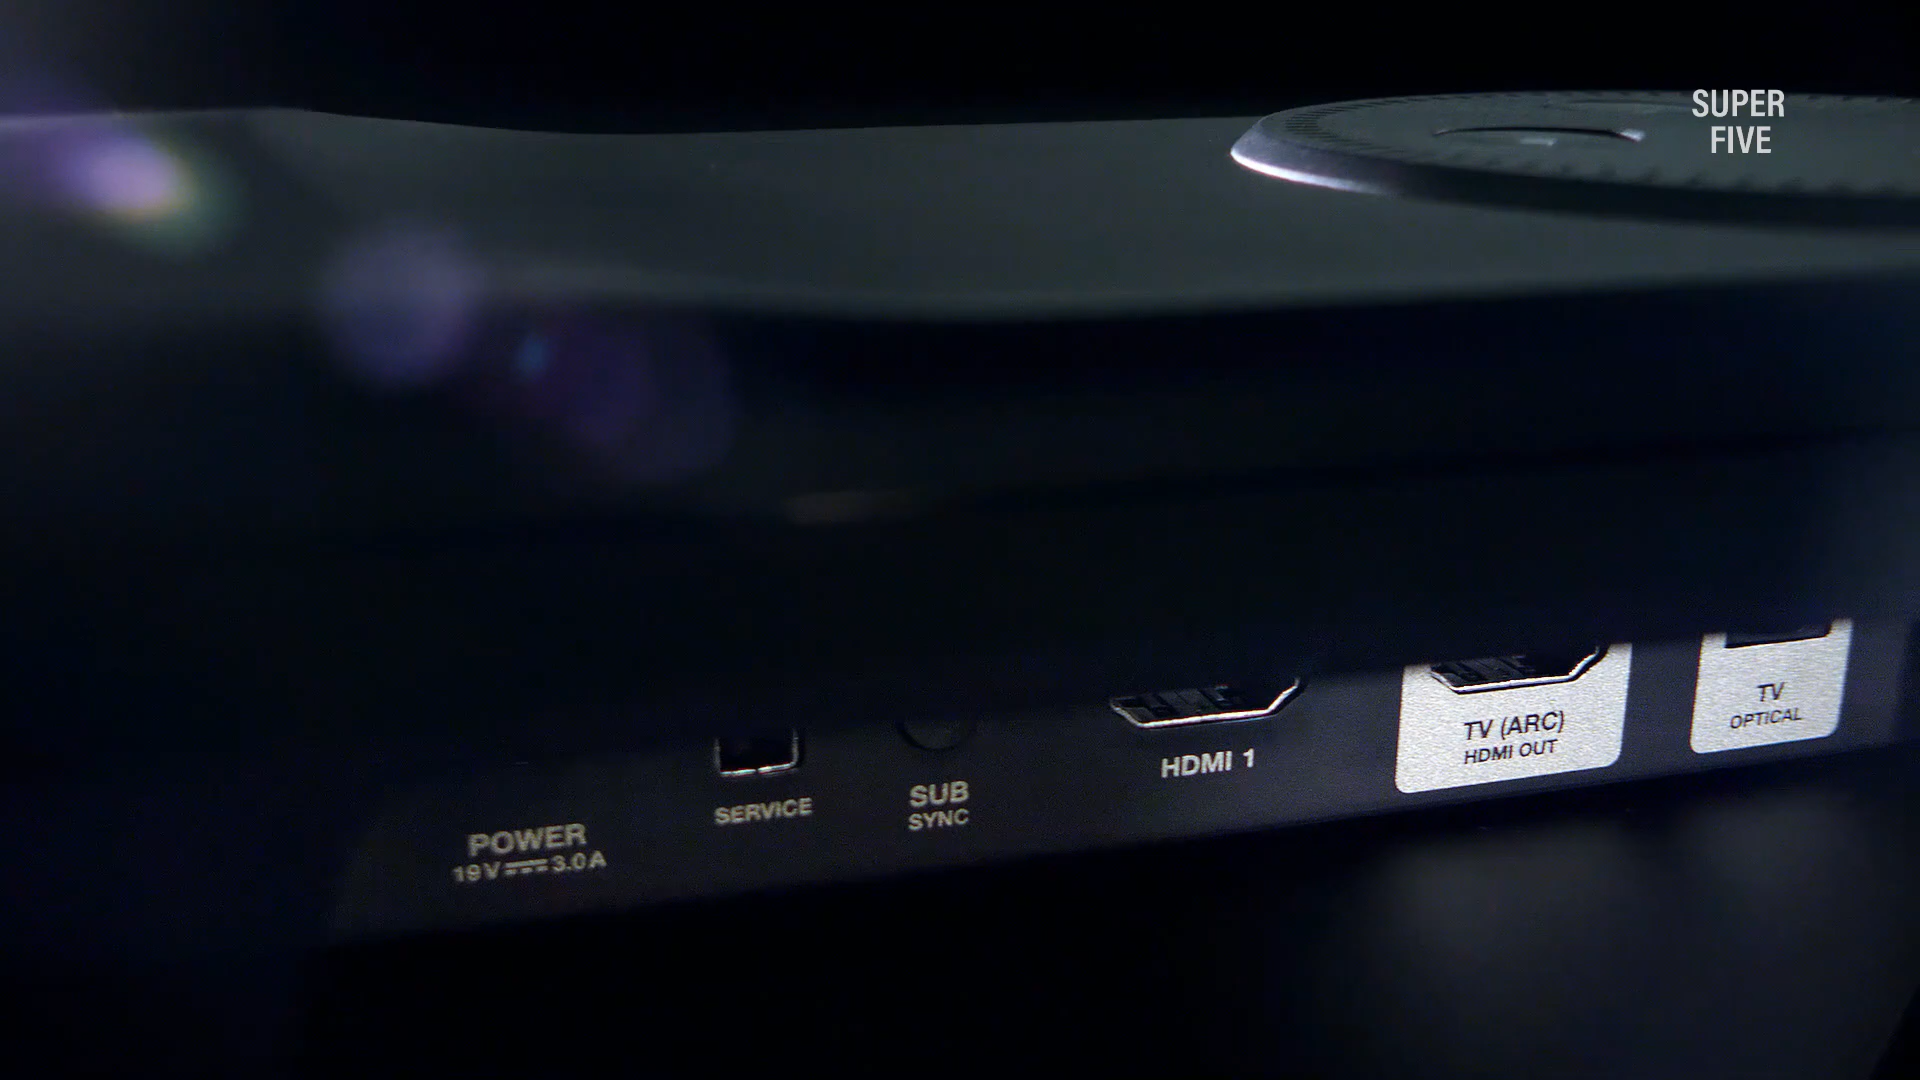 SUPER
FIVE
POWER
19V⎓3.0A
SERVICE
SUB
SYNC
HDMI 1
TV (ARC)
HDMI OUT
TV
OPTICAL